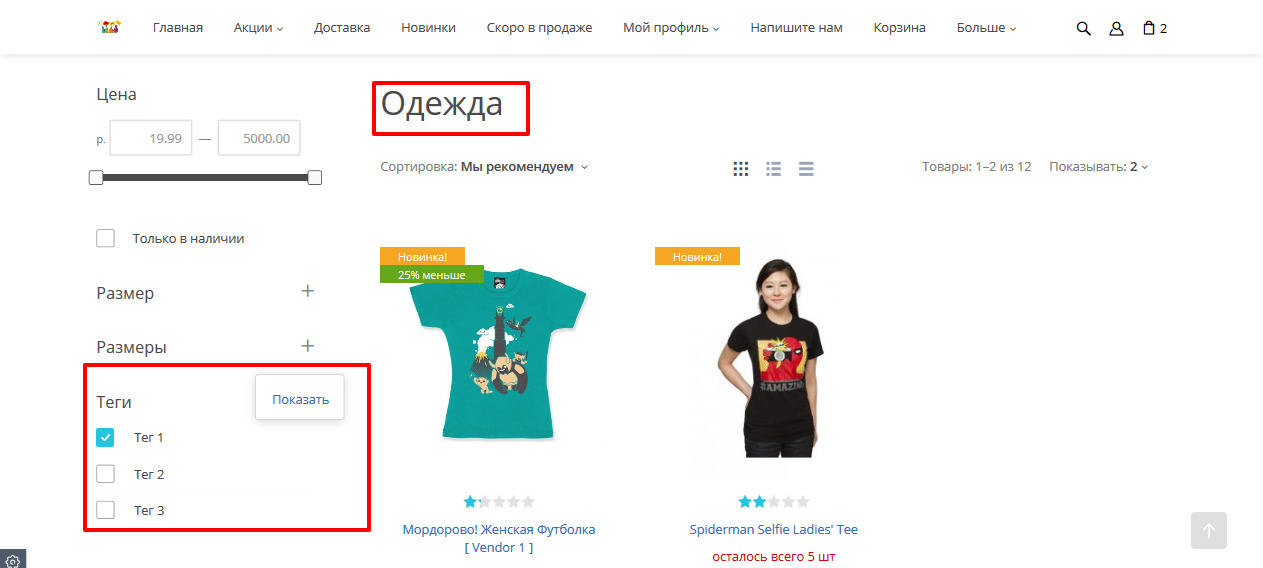 Главная Акции Доставка Новинки Скоро в продаже Мой профиль Напишите нам Корзина Больше 2
Цена
р. 19.99 — 5000.00
Только в наличии
Размер
Размеры
Теги
Показать
Тег 1
Тег 2
Тег 3
Одежда
Сортировка: Мы рекомендуем Товары: 1–2 из 12 Показывать: 2
Новинка!
25% меньше
Мордорово! Женская Футболка
[ Vendor 1 ]
Новинка!
#AMAZING
Spiderman Selfie Ladies' Tee
осталось всего 5 шт